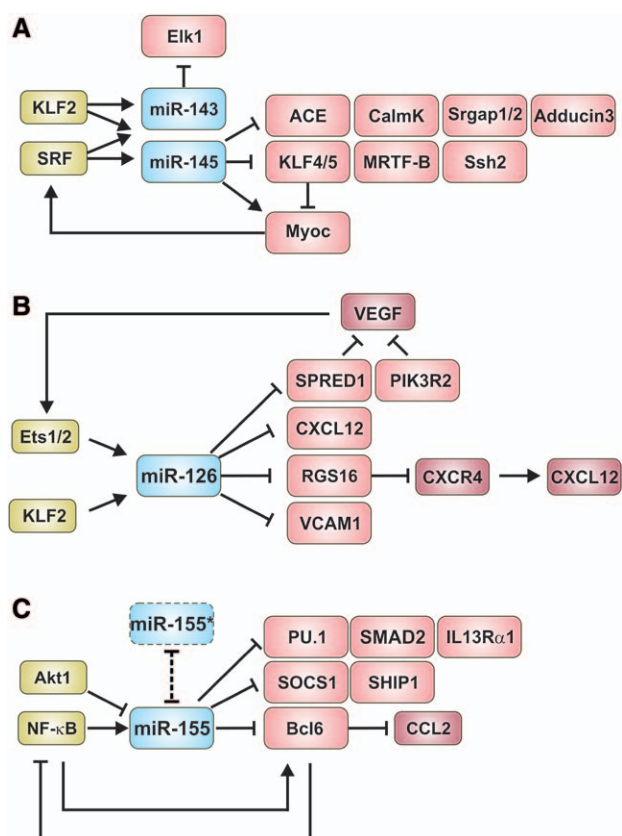 A
Elk1
KLF2
miR-143
ACE
CalmK
Srgap1/2
Adducin3
SRF
miR-145
KLF4/5
MRTF-B
Ssh2
Myoc
B
VEGF
SPRED1
PIK3R2
Ets1/2
CXCL12
miR-126
RGS16
CXCR4
CXCL12
KLF2
VCAM1
C
miR-155*
PU.1
SMAD2
IL13Rα1
Akt1
SOCS1
SHIP1
NF-κB
miR-155
Bcl6
CCL2